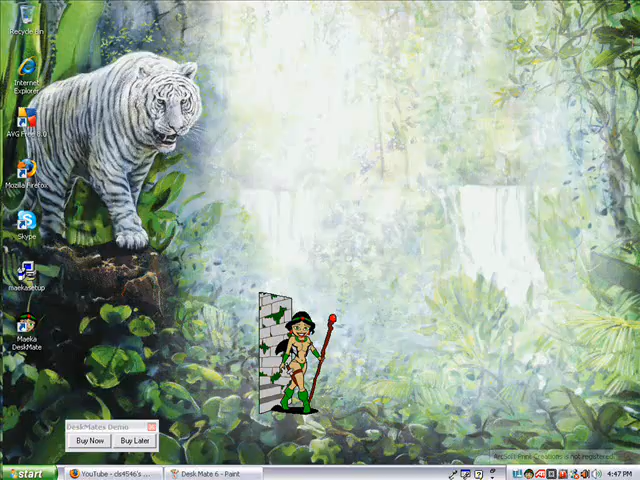 Recycle Bin
Internet
Explorer
AVG Free 8.0
Mozilla Firefox
Skype
maekasetup
Maeka
DeskMate
DeskMates Demo
Buy Now
Buy Later
ArcSoft Print Creations is not registered
start
YouTube - cls4546's ...
Desk Mate 6 - Paint
4:47 PM